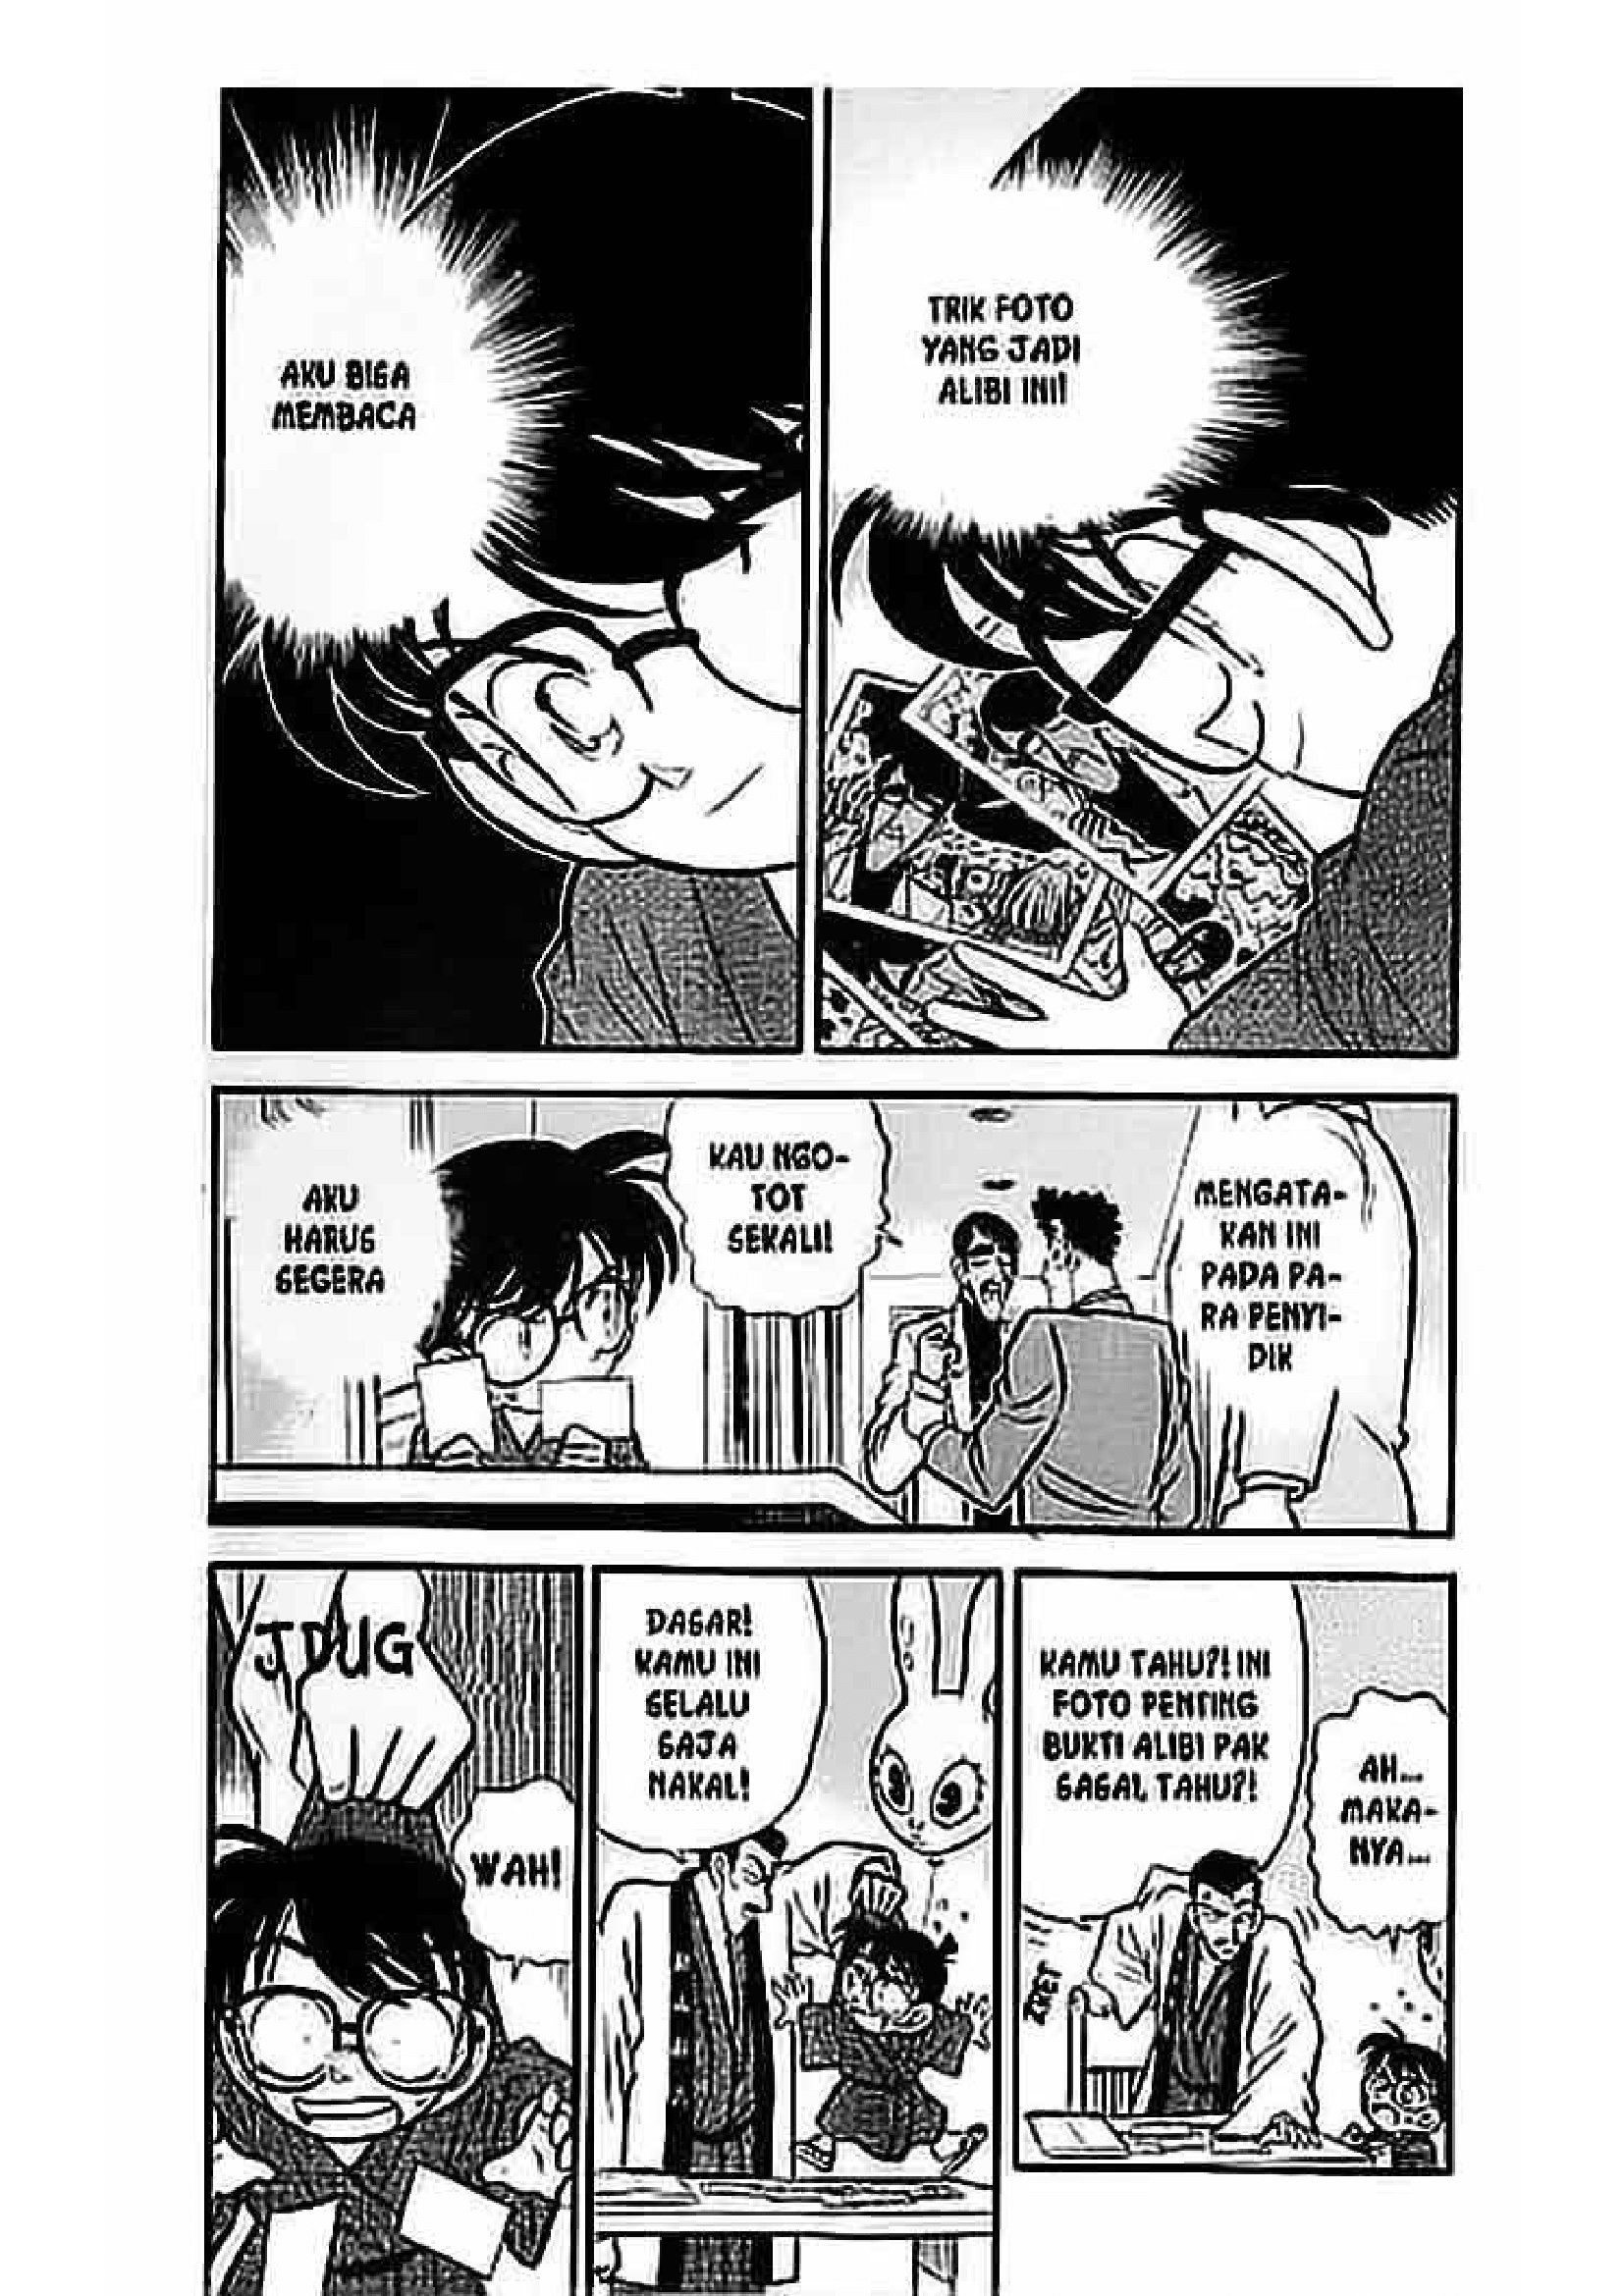 AKU BISA
MEMBACA
TRIK FOTO
YANG JADI
ALIBI INI!
AKU
HARUS
SEGERA
KAU NGO-
TOT
SEKALI!
MENGATA-
KAN INI
PADA PA-
RA PENYI-
DIK
JDUG
WAH!
DASAR!
KAMU INI
SELALU
SAJA
NAKAL!
KAMU TAHU?! INI
FOTO PENTING
BUKTI ALIBI PAK
SAGAL TAHU?!
AH...
MAKA-
NYA...